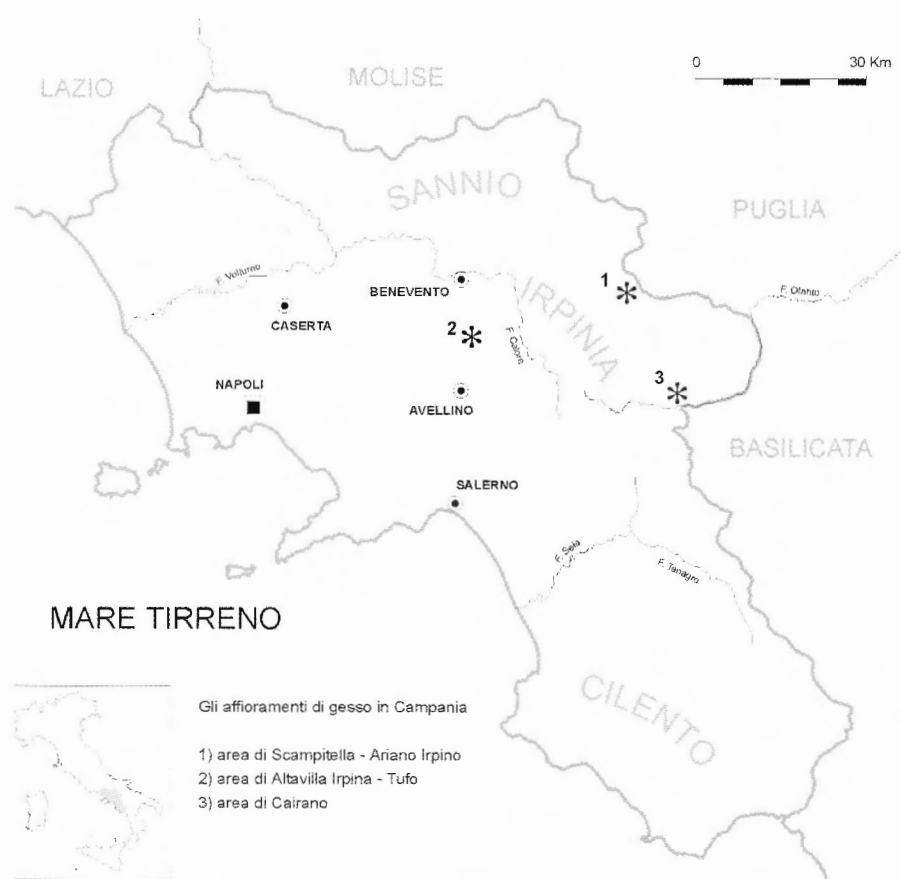 0 30 Km
LAZIO
MOLISE
SANNIO
PUGLIA
F. Volturno
BENEVENTO
1
F. Ofanto
IRPINIA
CASERTA
2
F. Calore
3
NAPOLI
AVELLINO
BASILICATA
SALERNO
F. Sele
F. Tanagro
MARE TIRRENO
CILENTO
Gli affioramenti di gesso in Campania
1) area di Scampitella - Ariano Irpino
2) area di Altavilla Irpina - Tufo
3) area di Cairano